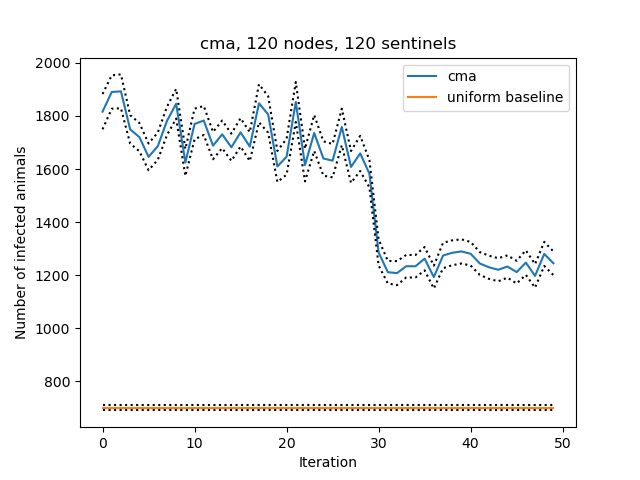 cma, 120 nodes, 120 sentinels
2000
1800
1600
1400
1200
1000
800
Number of infected animals
cma
uniform baseline
0 10 20 30 40 50
Iteration